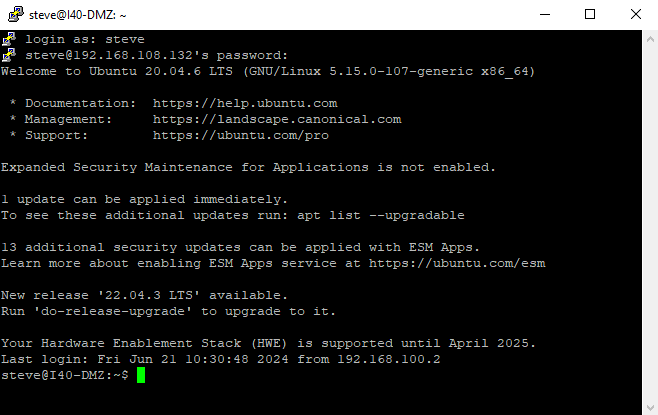 steve@I40-DMZ: ~
login as: steve
steve@192.168.108.132's password:
Welcome to Ubuntu 20.04.6 LTS (GNU/Linux 5.15.0-107-generic x86_64)
* Documentation:  https://help.ubuntu.com
* Management:     https://landscape.canonical.com
* Support:        https://ubuntu.com/pro
Expanded Security Maintenance for Applications is not enabled.
1 update can be applied immediately.
To see these additional updates run: apt list --upgradable
13 additional security updates can be applied with ESM Apps.
Learn more about enabling ESM Apps service at https://ubuntu.com/esm
New release '22.04.3 LTS' available.
Run 'do-release-upgrade' to upgrade to it.
Your Hardware Enablement Stack (HWE) is supported until April 2025.
Last login: Fri Jun 21 10:30:48 2024 from 192.168.100.2
steve@I40-DMZ:~$